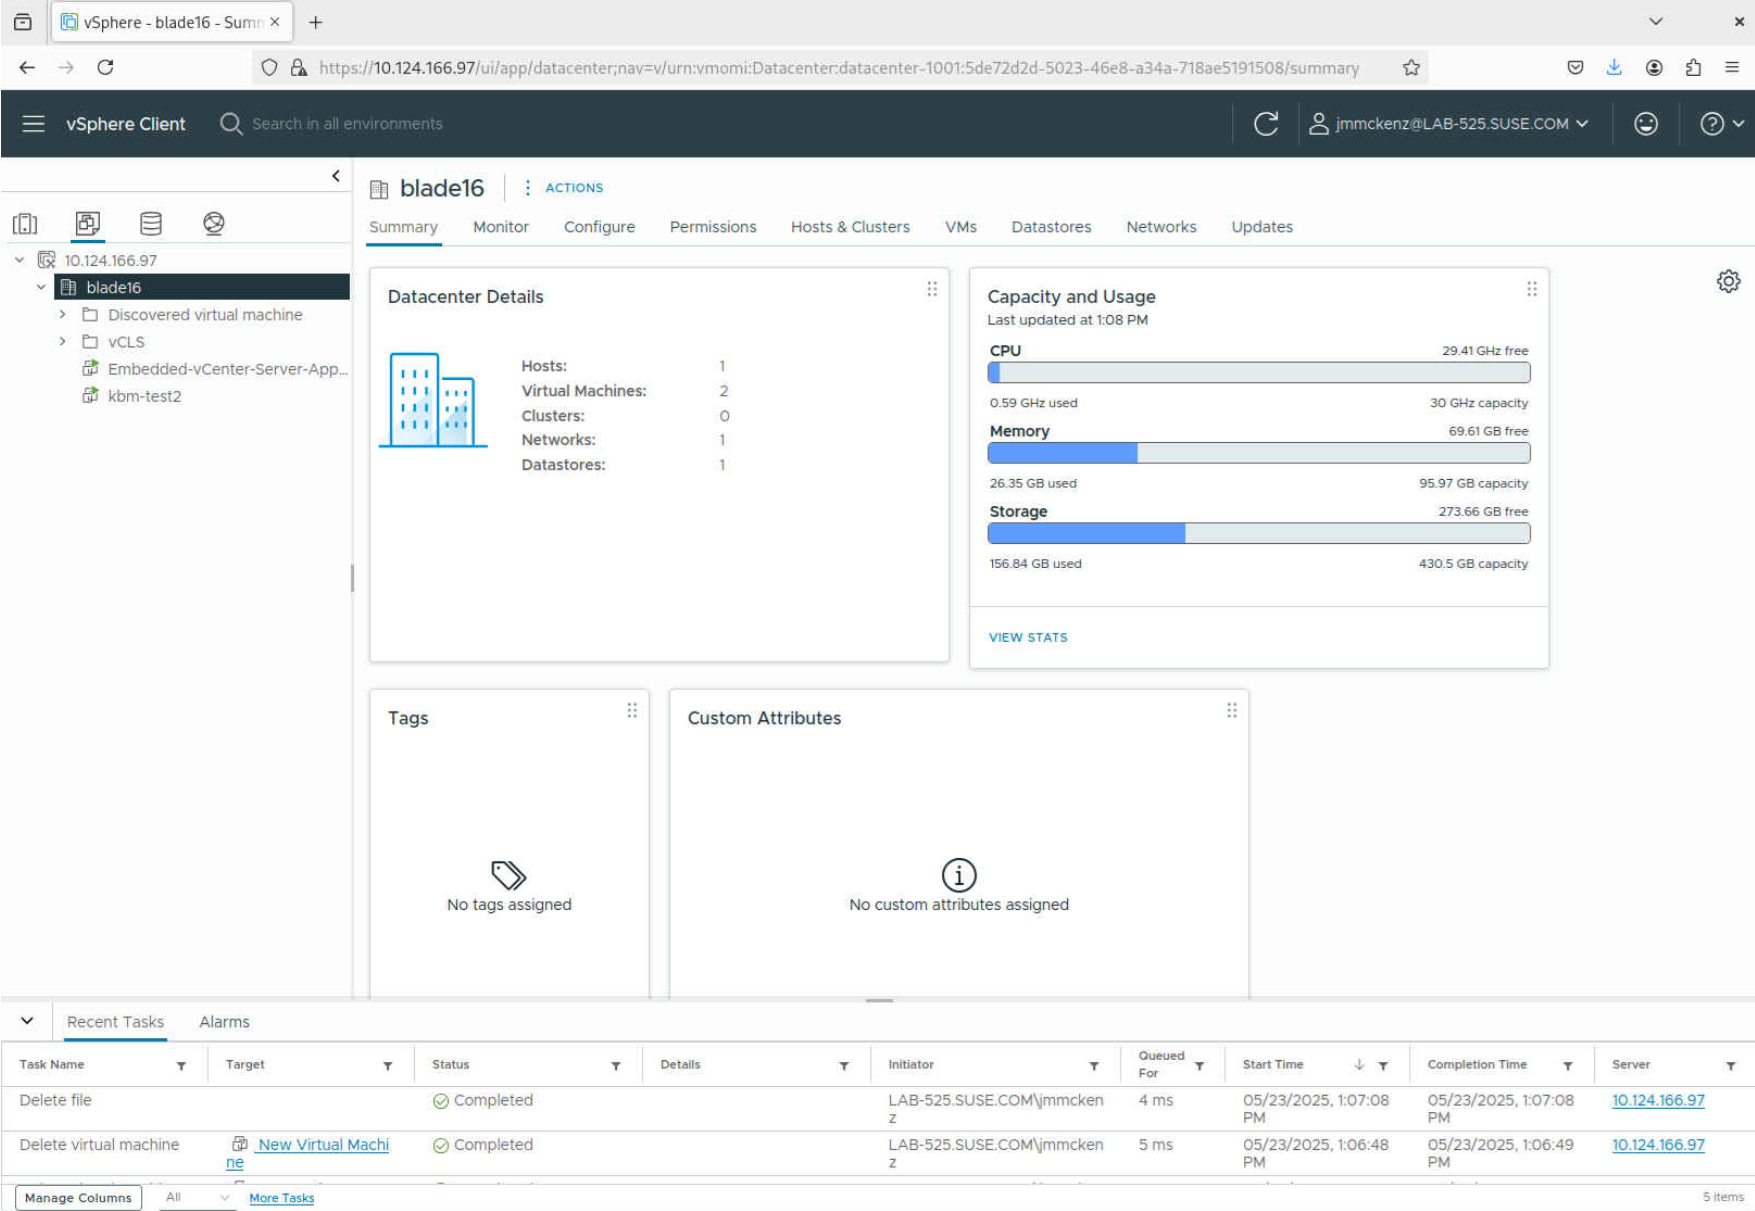 vSphere - blade16 - Summ
https://10.124.166.97/ui/app/datacenter;nav=v/urn:vmomi:Datacenter:datacenter-1001:5de72d2d-5023-46e8-a34a-718ae5191508/summary
vSphere Client
Search in all environments
jmmckenz@LAB-525.SUSE.COM
blade16
ACTIONS
Summary Monitor Configure Permissions Hosts & Clusters VMs Datastores Networks Updates
10.124.166.97
blade16
Discovered virtual machine
vCLS
Embedded-vCenter-Server-App...
kbm-test2
Datacenter Details
Hosts: 1
Virtual Machines: 2
Clusters: 0
Networks: 1
Datastores: 1
Capacity and Usage
Last updated at 1:08 PM
CPU 29.41 GHz free
0.59 GHz used 30 GHz capacity
Memory 69.61 GB free
26.35 GB used 95.97 GB capacity
Storage 273.66 GB free
156.84 GB used 430.5 GB capacity
VIEW STATS
Tags
No tags assigned
Custom Attributes
No custom attributes assigned
Recent Tasks Alarms
Task Name Target Status Details Initiator Queued For Start Time Completion Time Server
Delete file Completed LAB-525.SUSE.COM\jmmckenz 4 ms 05/23/2025, 1:07:08 PM 05/23/2025, 1:07:08 PM 10.124.166.97
Delete virtual machine New Virtual Machine Completed LAB-525.SUSE.COM\jmmckenz 5 ms 05/23/2025, 1:06:48 PM 05/23/2025, 1:06:49 PM 10.124.166.97
Manage Columns All More Tasks 5 items